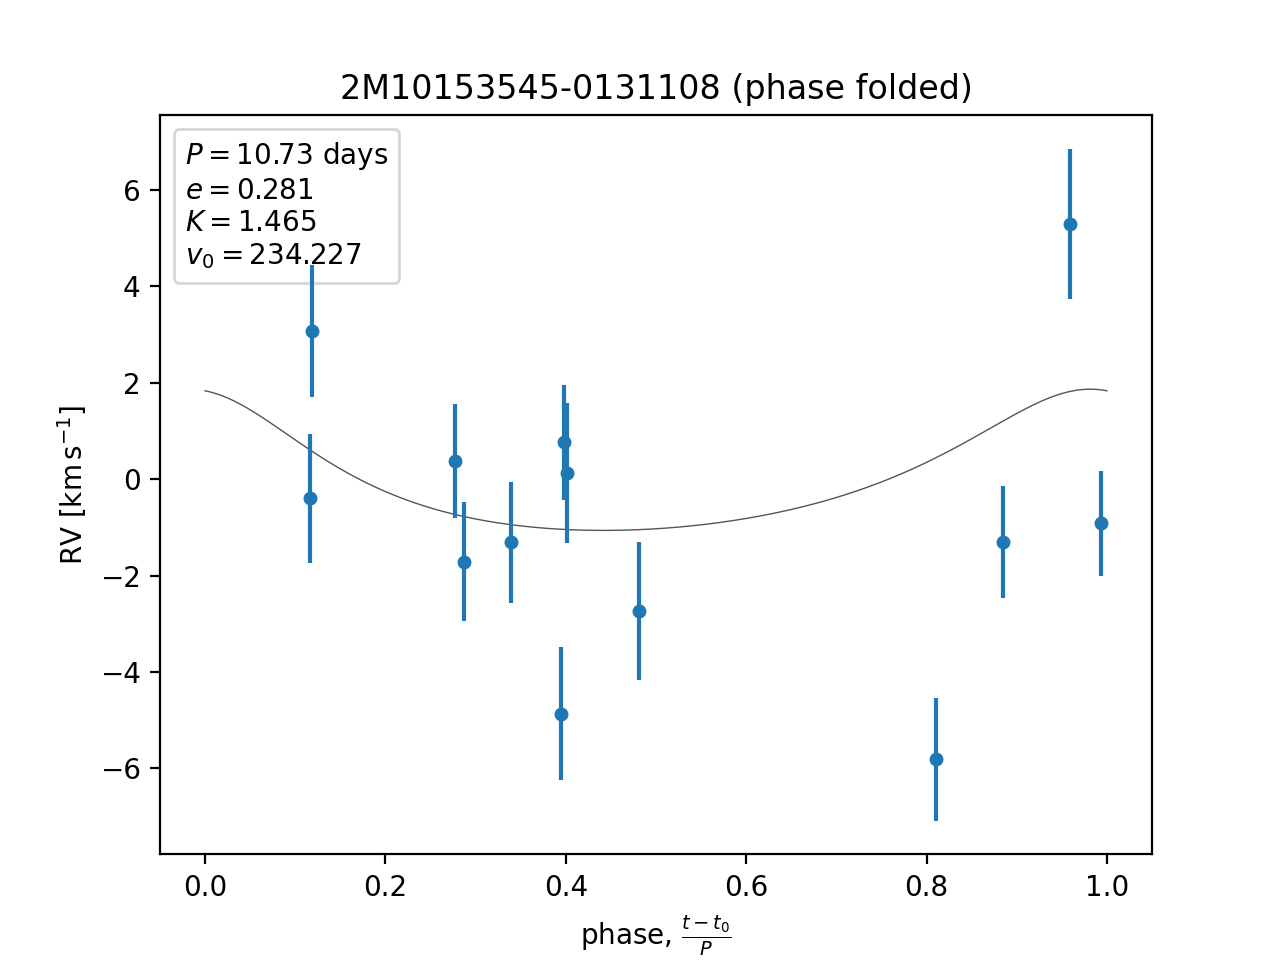 2M10153545-0131108 (phase folded)
P = 10.73 days
e = 0.281
K = 1.465
v₀ = 234.227
RV [km s⁻¹]
6
4
2
0
−2
−4
−6
0.0 0.2 0.4 0.6 0.8 1.0
phase, (t − t₀)/P